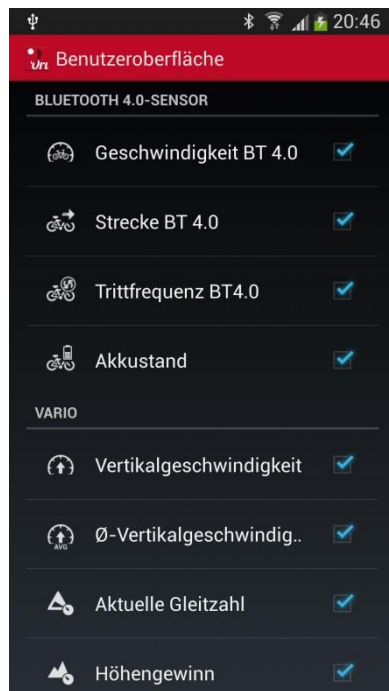 20:46
Benutzeroberfläche
BLUETOOTH 4.0-SENSOR
Geschwindigkeit BT 4.0
Strecke BT 4.0
Trittfrequenz BT4.0
Akkustand
VARIO
Vertikalgeschwindigkeit
AVG
Ø-Vertikalgeschwindig..
Aktuelle Gleitzahl
Höhengewinn